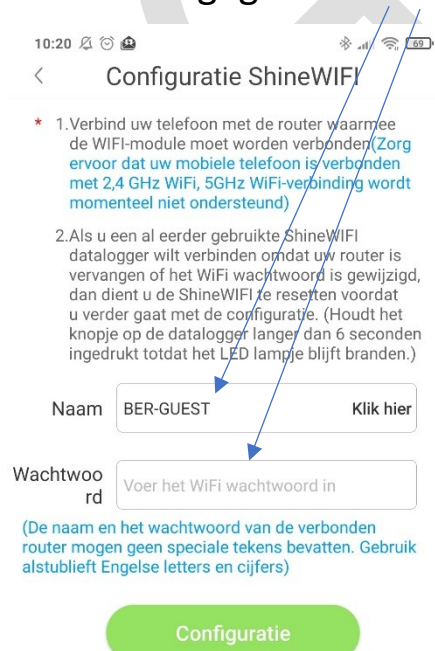 10:20 69
Configuratie ShineWIFI
* 1.Verbind uw telefoon met de router waarmee
de WIFI-module moet worden verbonden(Zorg
ervoor dat uw mobiele telefoon is verbonden
met 2,4 GHz WiFi, 5GHz WiFi-verbinding wordt
momenteel niet ondersteund)
2.Als u een al eerder gebruikte ShineWIFI
datalogger wilt verbinden omdat uw router is
vervangen of het WiFi wachtwoord is gewijzigd,
dan dient u de ShineWIFI te resetten voordat
u verder gaat met de configuratie. (Houdt het
knopje op de datalogger langer dan 6 seconden
ingedrukt totdat het LED lampje blijft branden.)
Naam BER-GUEST Klik hier
Wachtwoo
rd Voer het WiFi wachtwoord in
(De naam en het wachtwoord van de verbonden
router mogen geen speciale tekens bevatten. Gebruik
alstublieft Engelse letters en cijfers)
Configuratie